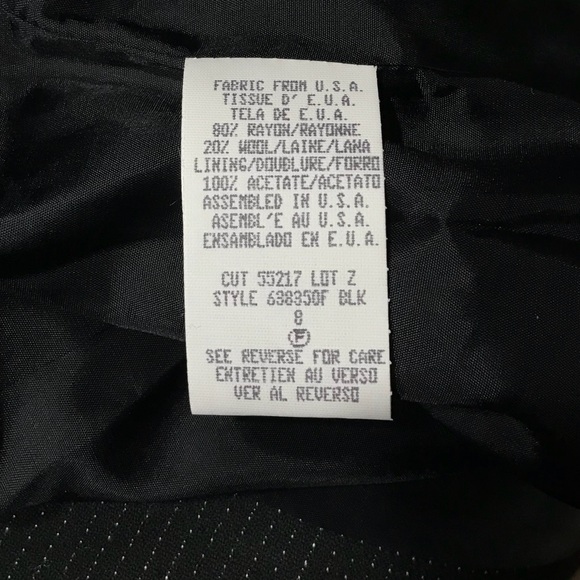 FABRIC FROM U.S.A.
TISSUE D' E.U.A.
TELA DE E.U.A.
80% RAYON/RAYONNE
20% WOOL/LAINE/LANA
LINING/DOUBLURE/FORRO
100% ACETATE/ACETATO
ASSEMBLED IN U.S.A.
ASEMBL'E AU U.S.A.
ENSAMBLADO EN E.U.A.
CUT 55217 LOT Z
STYLE 638350F BLK
8
F
SEE REVERSE FOR CARE
ENTRETIEN AU VERSO
VER AL REVERSO